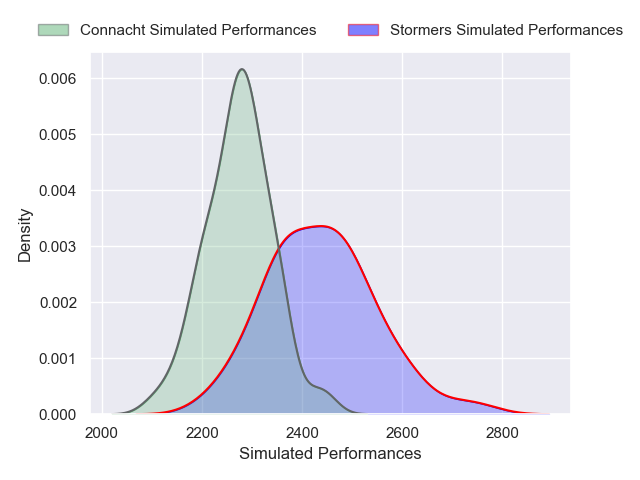 Connacht Simulated Performances
Stormers Simulated Performances
0.006
0.005
0.004
0.003
0.002
0.001
0.000
Density
2000 2200 2400 2600 2800
Simulated Performances